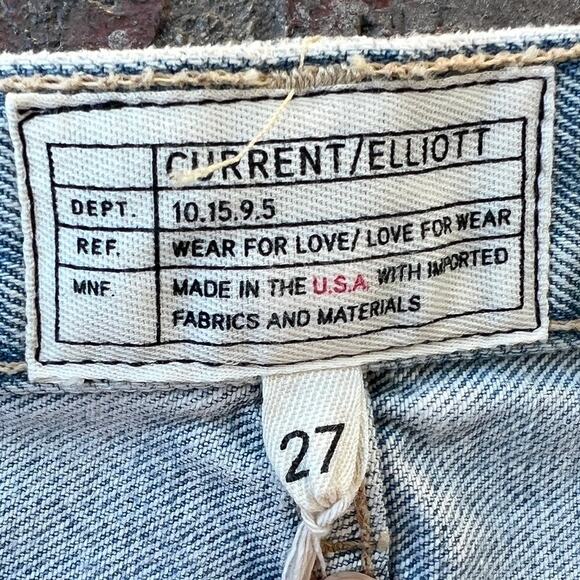 CURRENT/ELLIOTT
DEPT. 10.15.9.5
REF. WEAR FOR LOVE/ LOVE FOR WEAR
MNF. MADE IN THE U.S.A. WITH IMPORTED
FABRICS AND MATERIALS
27